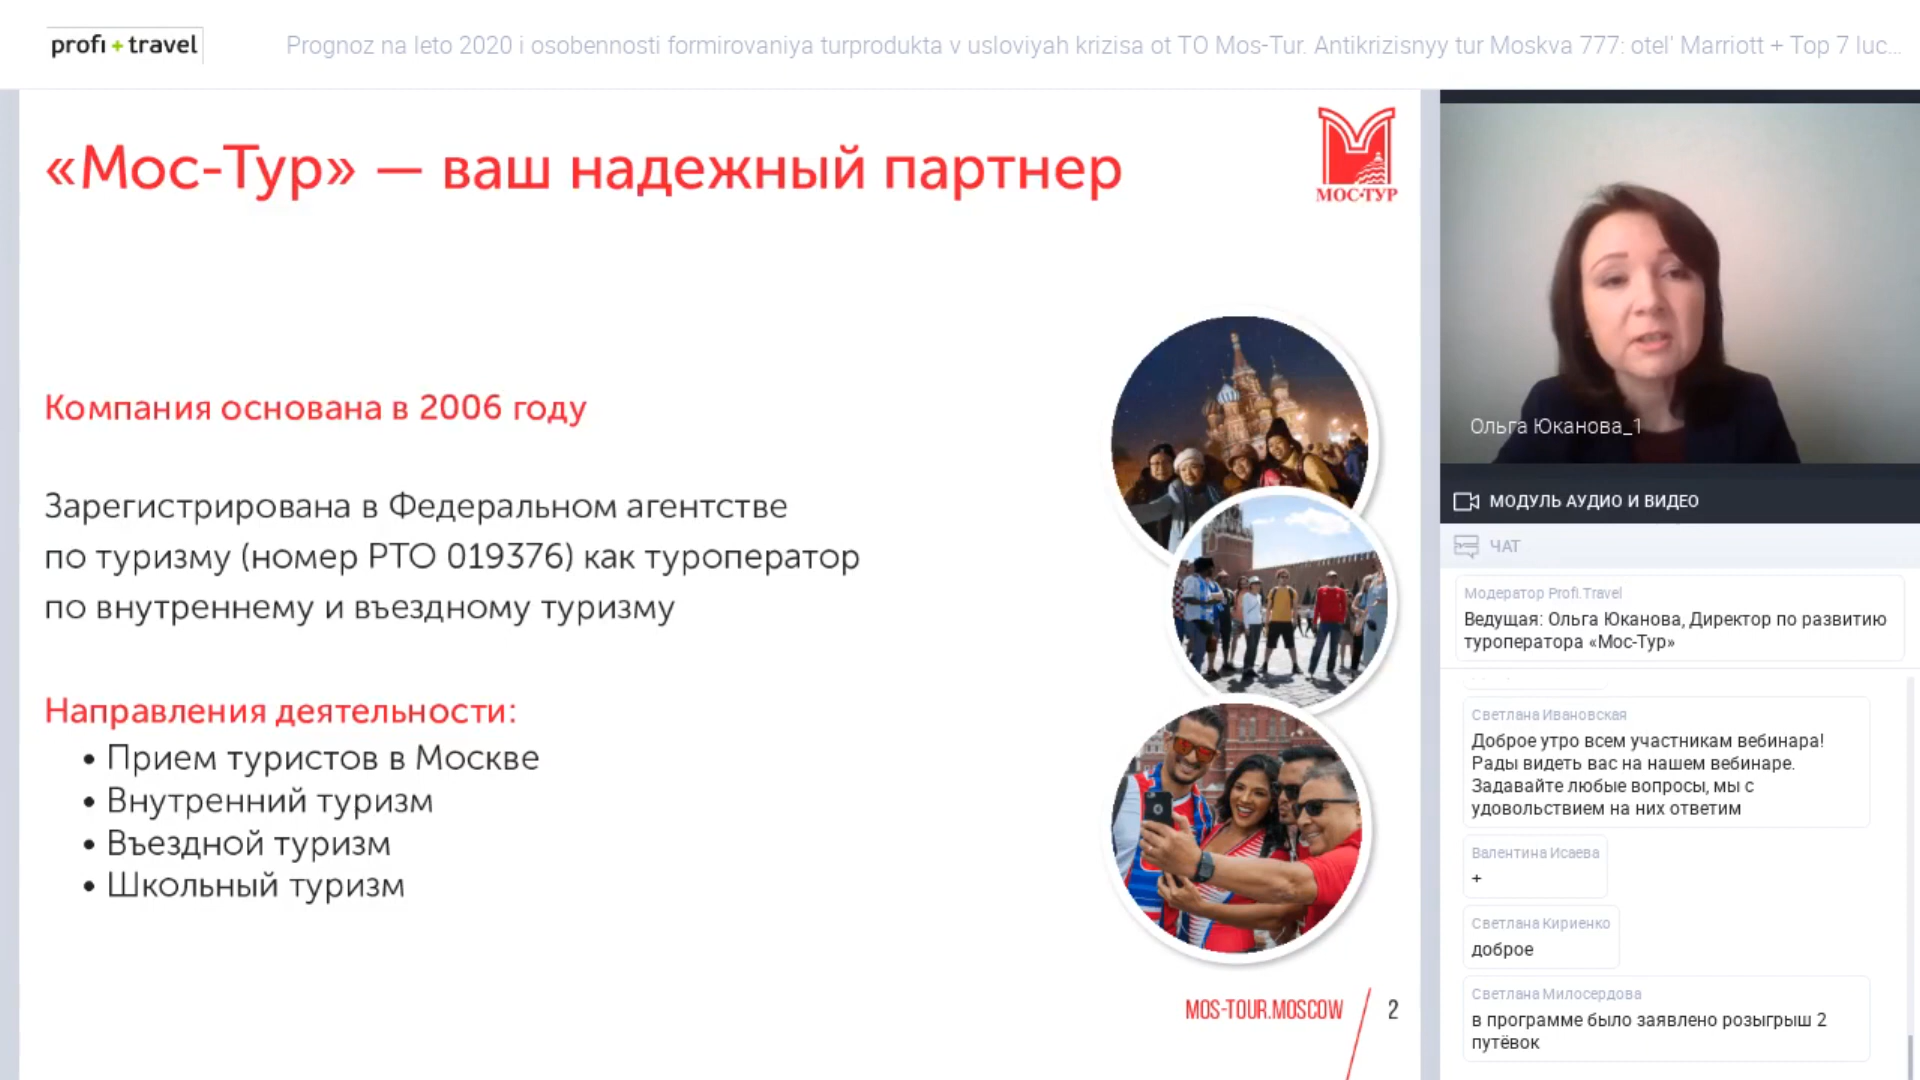 profi + travel
Prognoz na leto 2020 i osobennosti formirovaniya turprodukta v usloviyah krizisa ot TO Mos-Tur. Antikrizisnyy tur Moskva 777: otel' Marriott + Top 7 luc...
«Мос-Тур» — ваш надежный партнер
МОС-ТУР
Компания основана в 2006 году
Зарегистрирована в Федеральном агентстве
по туризму (номер РТО 019376) как туроператор
по внутреннему и въездному туризму
Направления деятельности:
• Прием туристов в Москве
• Внутренний туризм
• Въездной туризм
• Школьный туризм
MOS-TOUR.MOSCOW
2
Ольга Юканова_1
МОДУЛЬ АУДИО И ВИДЕО
ЧАТ
Модератор Profi.Travel
Ведущая: Ольга Юканова, Директор по развитию
туроператора «Мос-Тур»
Светлана Ивановская
Доброе утро всем участникам вебинара!
Рады видеть вас на нашем вебинаре.
Задавайте любые вопросы, мы с
удовольствием на них ответим
Валентина Исаева
+
Светлана Кириенко
доброе
Светлана Милосердова
в программе было заявлено розыгрыш 2
путёвок